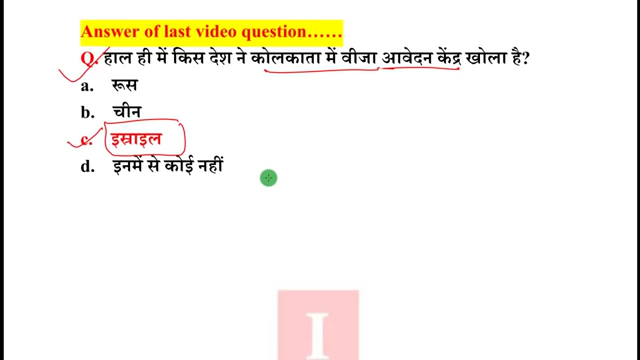 Answer of last video question......
Q. हाल ही में किस देश ने कोलकाता में वीजा आवेदन केंद्र खोला है?
a. रूस
b. चीन
c. इस्राइल
d. इनमें से कोई नहीं
I